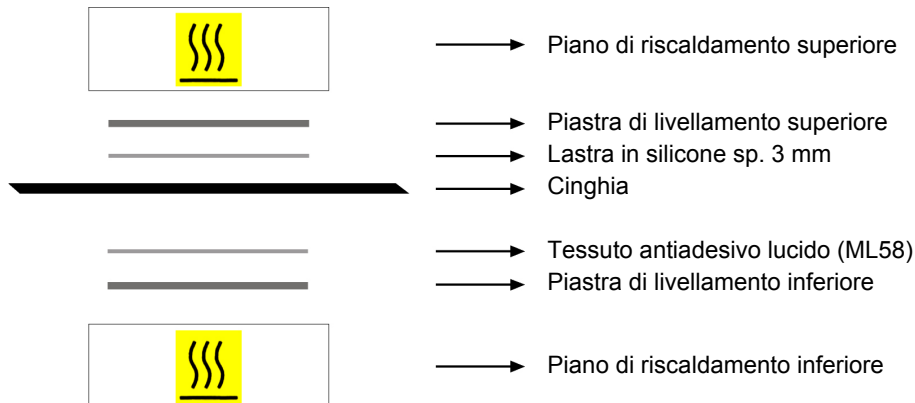 Piano di riscaldamento superiore
Piastra di livellamento superiore
Lastra in silicone sp. 3 mm
Cinghia
Tessuto antiadesivo lucido (ML58)
Piastra di livellamento inferiore
Piano di riscaldamento inferiore